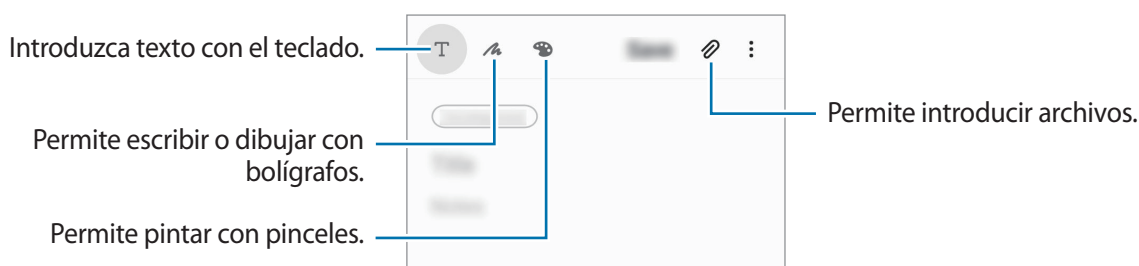 Introduzca texto con el teclado.
T
Permite introducir archivos.
Permite escribir o dibujar con
bolígrafos.
Permite pintar con pinceles.